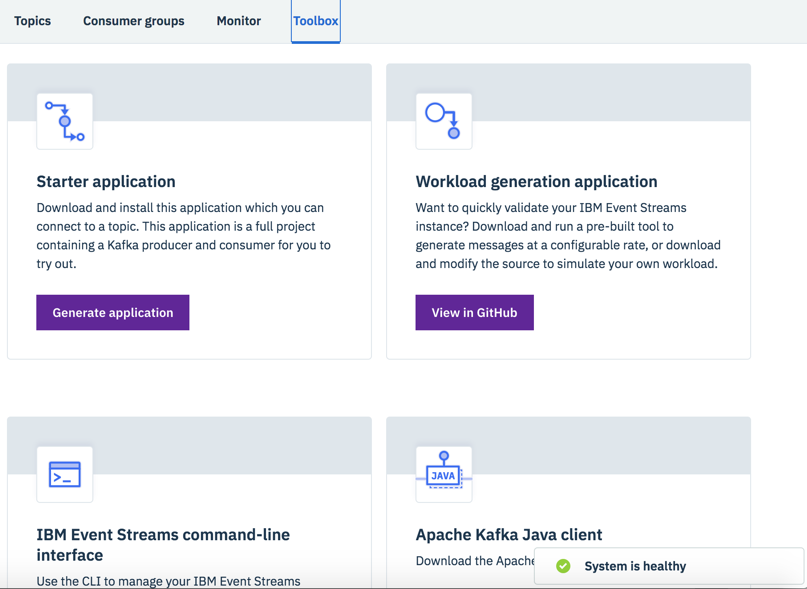 Topics Consumer groups Monitor Toolbox
Starter application
Download and install this application which you can
connect to a topic. This application is a full project
containing a Kafka producer and consumer for you to
try out.
Generate application
Workload generation application
Want to quickly validate your IBM Event Streams
instance? Download and run a pre-built tool to
generate messages at a configurable rate, or download
and modify the source to simulate your own workload.
View in GitHub
>_
IBM Event Streams command-line
interface
Use the CLI to manage your IBM Event Streams
JAVA
Apache Kafka Java client
Download the Apache
System is healthy